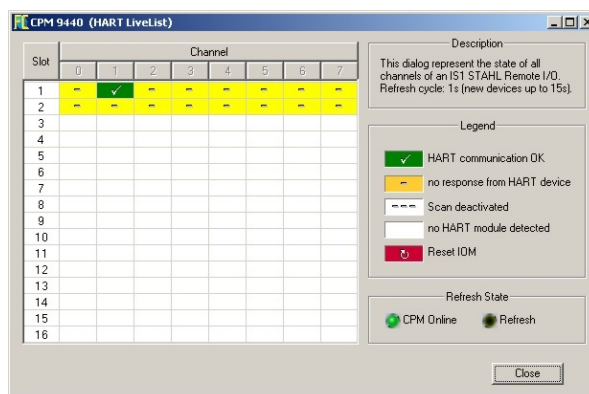 CPM 9440 (HART LiveList)
Slot
Channel
0 1 2 3 4 5 6 7
1
2
3
4
5
6
7
8
9
10
11
12
13
14
15
16
Description
This dialog represent the state of all
channels of an IS1 STAHL Remote I/O.
Refresh cycle: 1s (new devices up to 15s).
Legend
HART communication OK
no response from HART device
Scan deactivated
no HART module detected
Reset IOM
Refresh State
CPM Online Refresh
Close